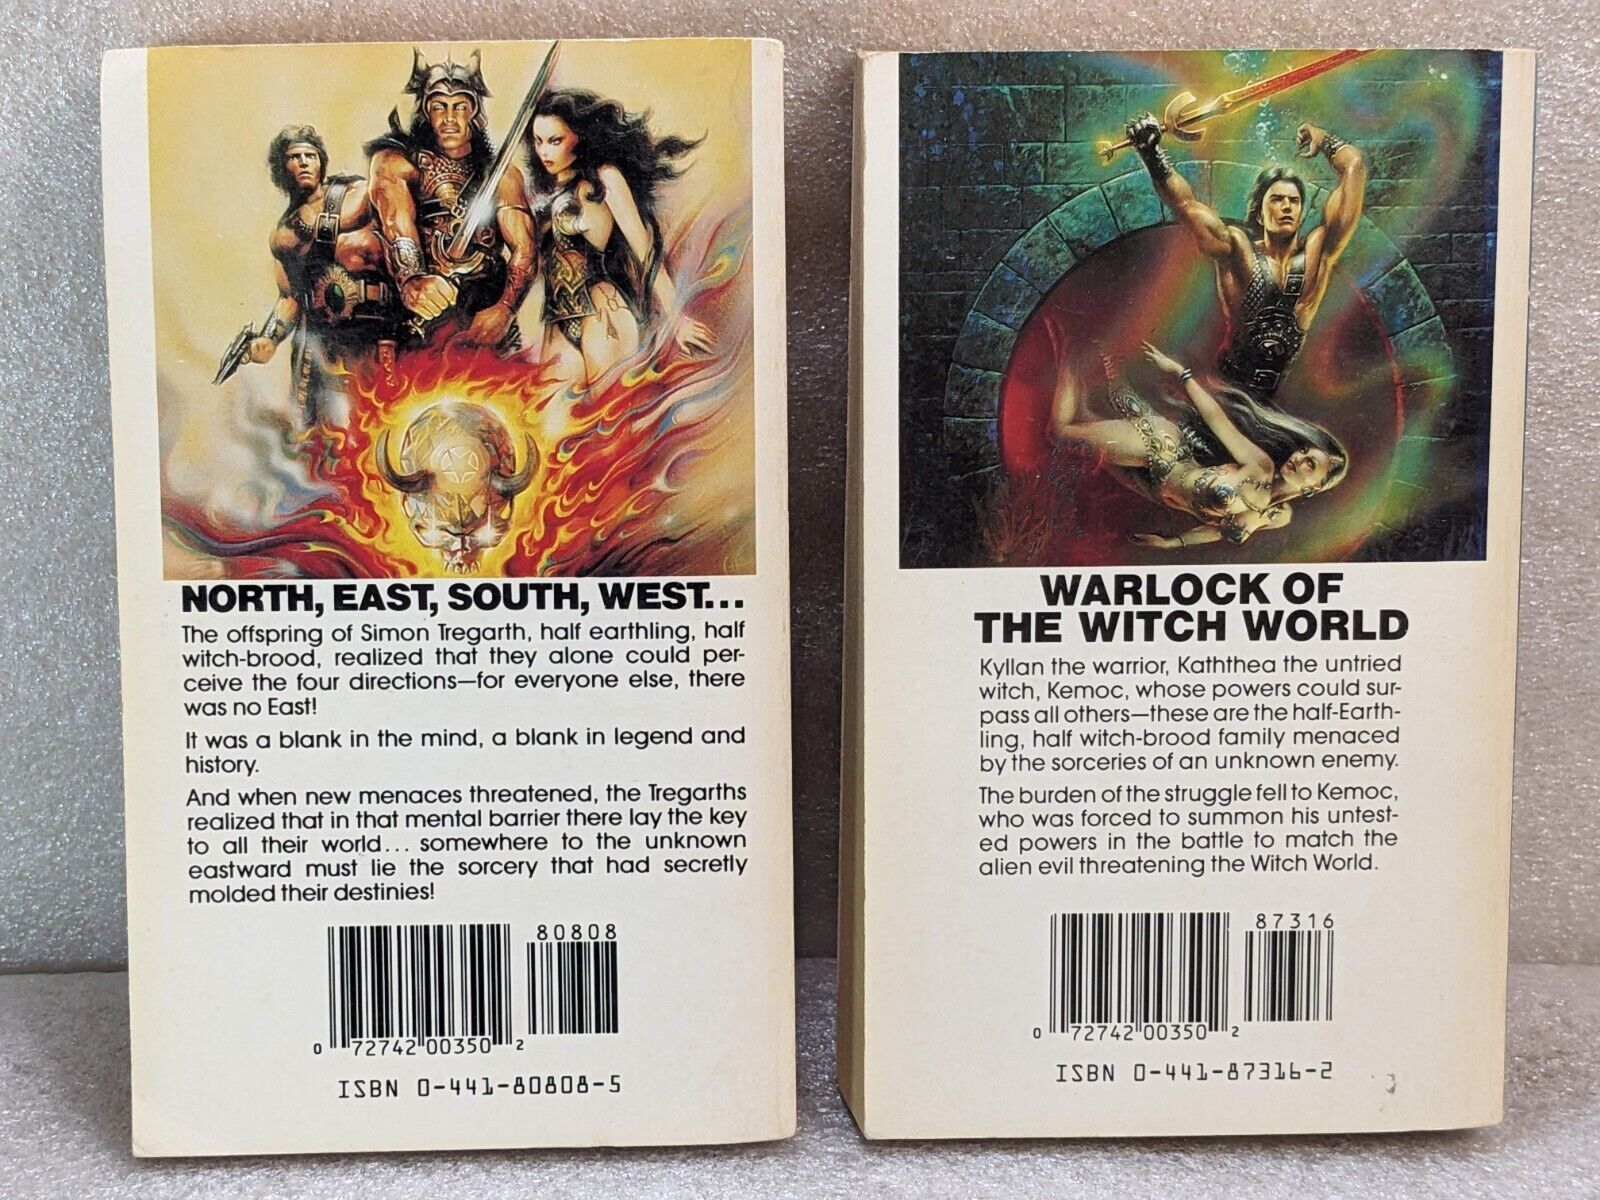 NORTH, EAST, SOUTH, WEST...
The offspring of Simon Tregarth, half earthling, half
witch-brood, realized that they alone could per-
ceive the four directions—for everyone else, there
was no East!
It was a blank in the mind, a blank in legend and
history.
And when new menaces threatened, the Tregarths
realized that in that mental barrier there lay the key
to all their world... somewhere to the unknown
eastward must lie the sorcery that had secretly
molded their destinies!
80808
0 72742 00350 2
ISBN 0-441-80808-5
WARLOCK OF
THE WITCH WORLD
Kyllan the warrior, Kaththea the untried
witch, Kemoc, whose powers could sur-
pass all others—these are the half-Earth-
ling, half witch-brood family menaced
by the sorceries of an unknown enemy.
The burden of the struggle fell to Kemoc,
who was forced to summon his untest-
ed powers in the battle to match the
alien evil threatening the Witch World.
87316
0 72742 00350 2
ISBN 0-441-87316-2